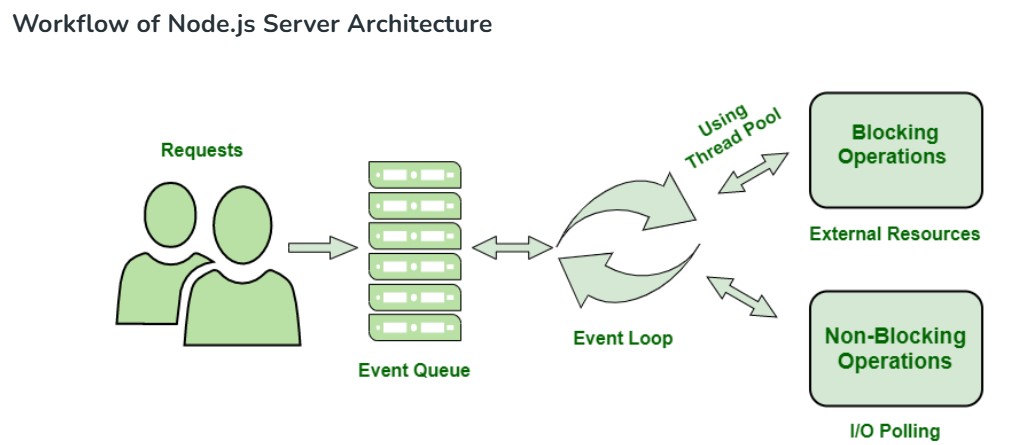 Workflow of Node.js Server Architecture
Requests
Event Queue
Event Loop
Using
Thread Pool
Blocking
Operations
External Resources
Non-Blocking
Operations
I/O Polling